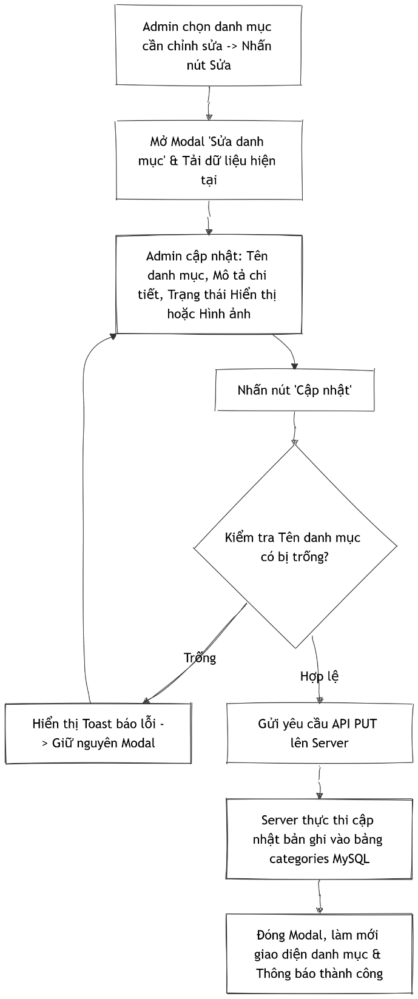 Admin chọn danh mục
cần chỉnh sửa -> Nhấn
nút Sửa
Mở Modal 'Sửa danh
mục' & Tải dữ liệu hiện
tại
Admin cập nhật: Tên
danh mục, Mô tả chi
tiết, Trạng thái Hiển thị
hoặc Hình ảnh
Nhấn nút 'Cập nhật'
Kiểm tra Tên danh mục
có bị trống?
Trống
Hợp lệ
Hiển thị Toast báo lỗi -
> Giữ nguyên Modal
Gửi yêu cầu API PUT
lên Server
Server thực thi cập
nhật bản ghi vào bảng
categories MySQL
Đóng Modal, làm mới
giao diện danh mục &
Thông báo thành công